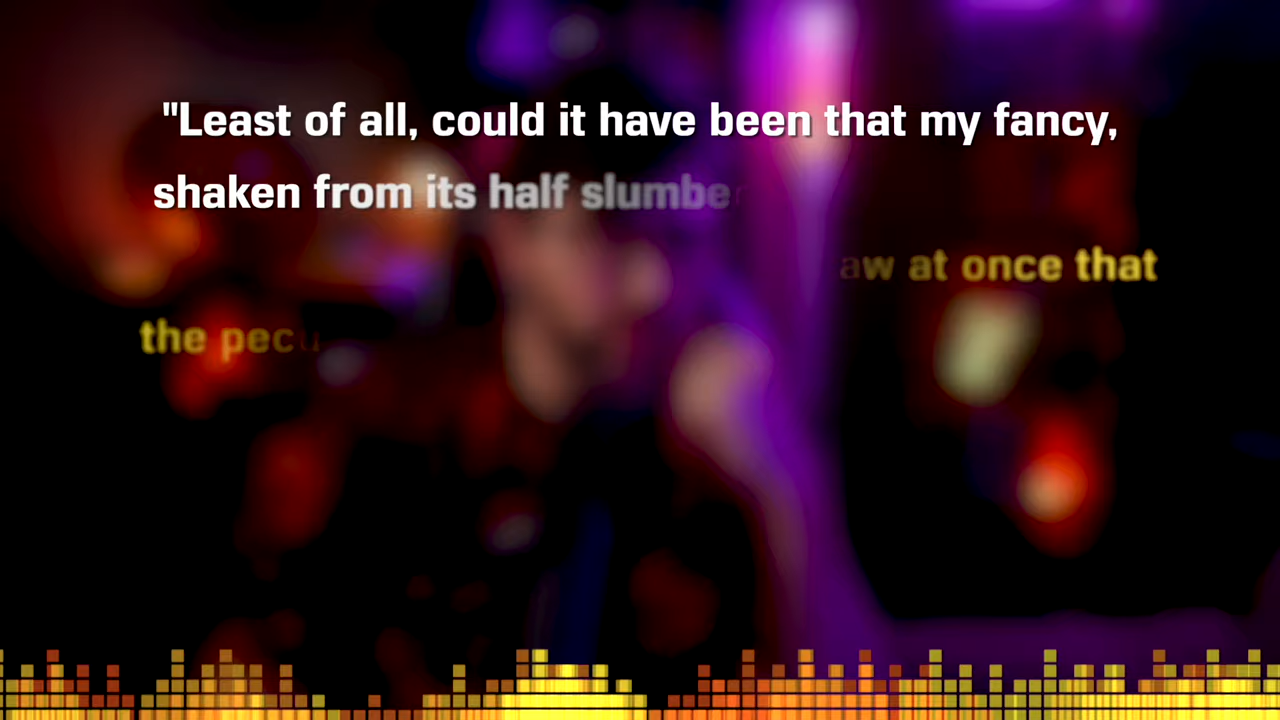 "Least of all, could it have been that my fancy,
shaken from its half slumbe
aw at once that
the pecu